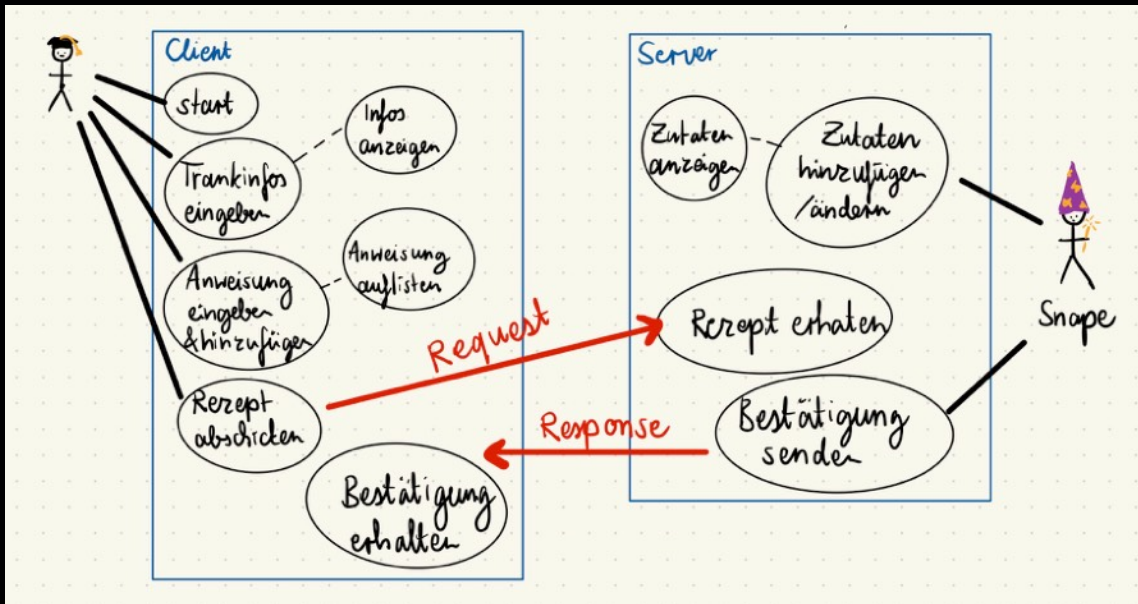 Client
start
Infos
anzeigen
Trankinfos
eingeben
Anweisung
auflisten
Anweisung
eingeben
&hinzufügen
Rezept
abschicken
Bestätigung
erhalten
Request
Response
Server
Zutaten
anzeigen
Zutaten
hinzufügen
/ändern
Rezept erhaten
Bestätigung
senden
Snape